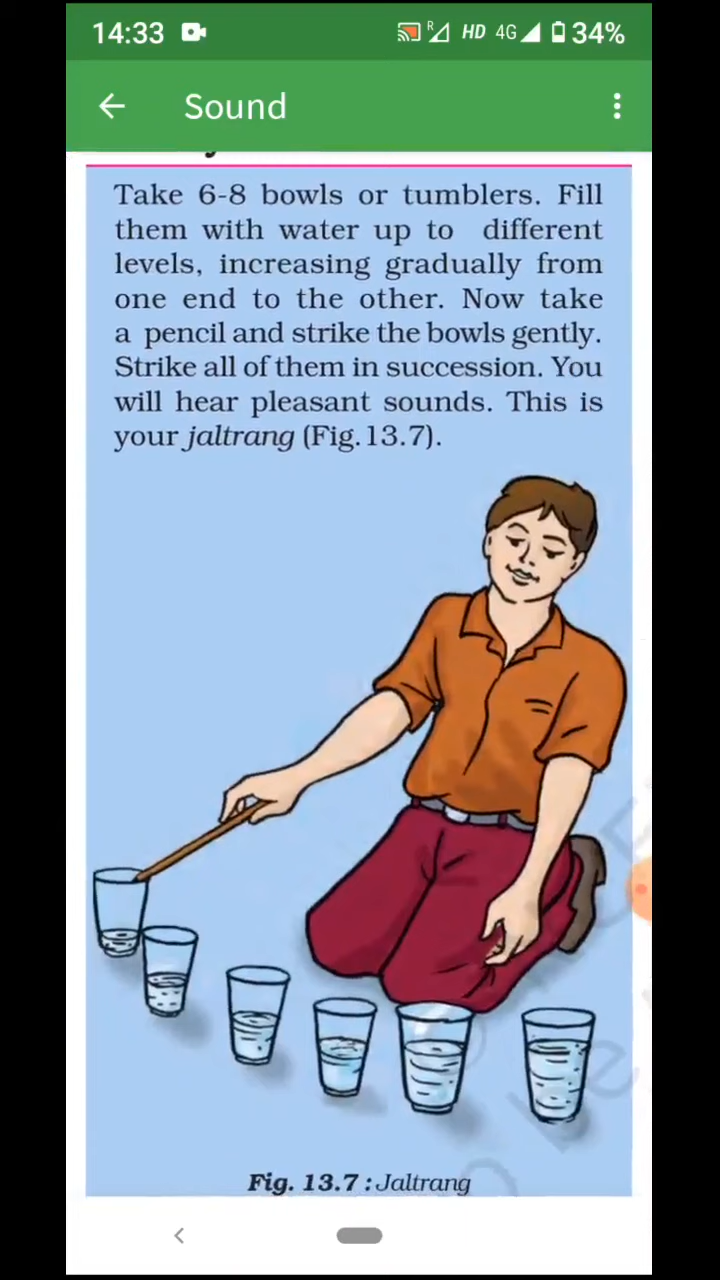 14:33 R HD 4G 34%
Sound
Take 6-8 bowls or tumblers. Fill
them with water up to different
levels, increasing gradually from
one end to the other. Now take
a pencil and strike the bowls gently.
Strike all of them in succession. You
will hear pleasant sounds. This is
your jaltrang (Fig.13.7).
Fig. 13.7 : Jaltrang